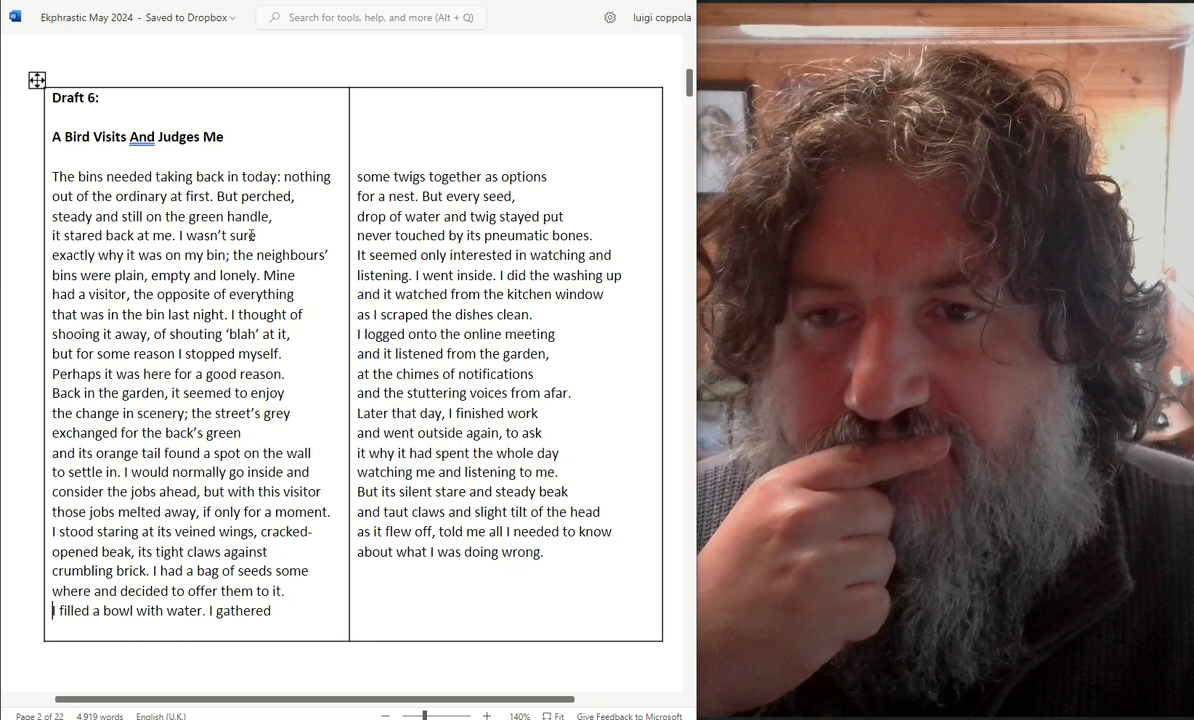 Ekphrastic May 2024 - Saved to Dropbox
Search for tools, help, and more (Alt + Q)
luigi coppola
Draft 6:
A Bird Visits And Judges Me
The bins needed taking back in today: nothing
out of the ordinary at first. But perched,
steady and still on the green handle,
it stared back at me. I wasn’t sure
exactly why it was on my bin; the neighbours’
bins were plain, empty and lonely. Mine
had a visitor, the opposite of everything
that was in the bin last night. I thought of
shooing it away, of shouting ‘blah’ at it,
but for some reason I stopped myself.
Perhaps it was here for a good reason.
Back in the garden, it seemed to enjoy
the change in scenery; the street’s grey
exchanged for the back’s green
and its orange tail found a spot on the wall
to settle in. I would normally go inside and
consider the jobs ahead, but with this visitor
those jobs melted away, if only for a moment.
I stood staring at its veined wings, cracked-
opened beak, its tight claws against
crumbling brick. I had a bag of seeds some
where and decided to offer them to it.
I filled a bowl with water. I gathered
some twigs together as options
for a nest. But every seed,
drop of water and twig stayed put
never touched by its pneumatic bones.
It seemed only interested in watching and
listening. I went inside. I did the washing up
and it watched from the kitchen window
as I scraped the dishes clean.
I logged onto the online meeting
and it listened from the garden,
at the chimes of notifications
and the stuttering voices from afar.
Later that day, I finished work
and went outside again, to ask
it why it had spent the whole day
watching me and listening to me.
But its silent stare and steady beak
and taut claws and slight tilt of the head
as it flew off, told me all I needed to know
about what I was doing wrong.
Page 2 of 22 4,919 words English (U.K.) 140% Fit Give Feedback to Microsoft